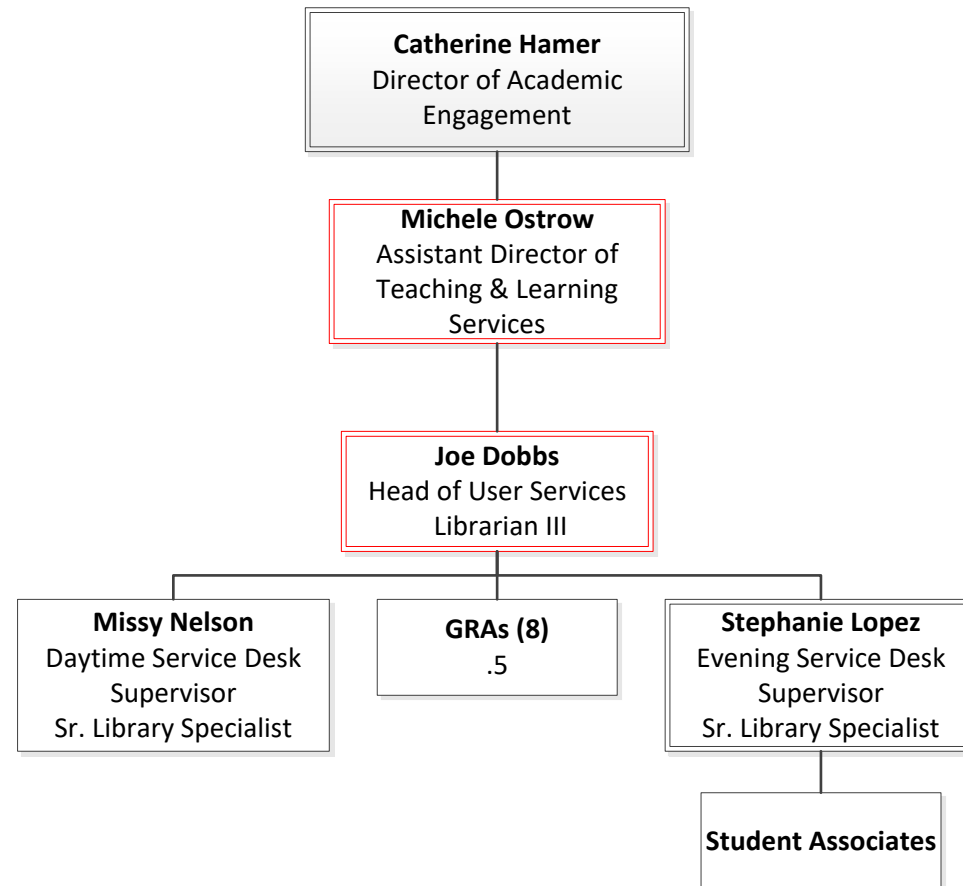 Catherine Hamer
Director of Academic
Engagement
Michele Ostrow
Assistant Director of
Teaching & Learning
Services
Joe Dobbs
Head of User Services
Librarian III
Missy Nelson
Daytime Service Desk
Supervisor
Sr. Library Specialist
GRAs (8)
.5
Stephanie Lopez
Evening Service Desk
Supervisor
Sr. Library Specialist
Student Associates